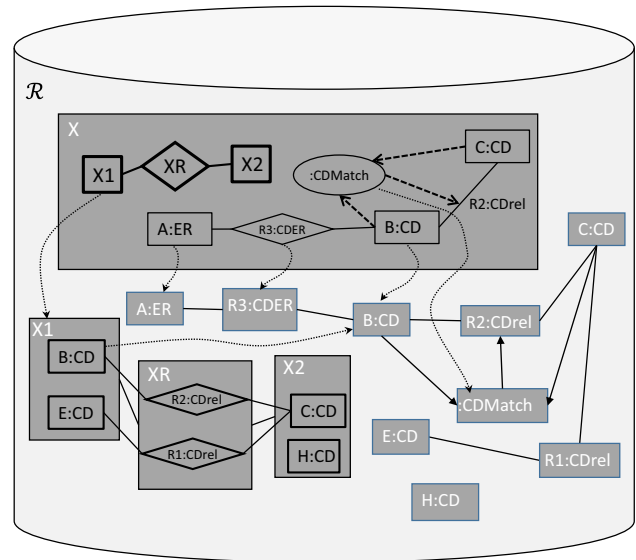 ℛ
X
C:CD
X1
XR
X2
:CDMatch
R2:CDrel
A:ER
R3:CDER
B:CD
C:CD
A:ER
R3:CDER
B:CD
R2:CDrel
X1
B:CD
E:CD
XR
R2:CDrel
R1:CDrel
X2
C:CD
H:CD
:CDMatch
E:CD
R1:CDrel
H:CD